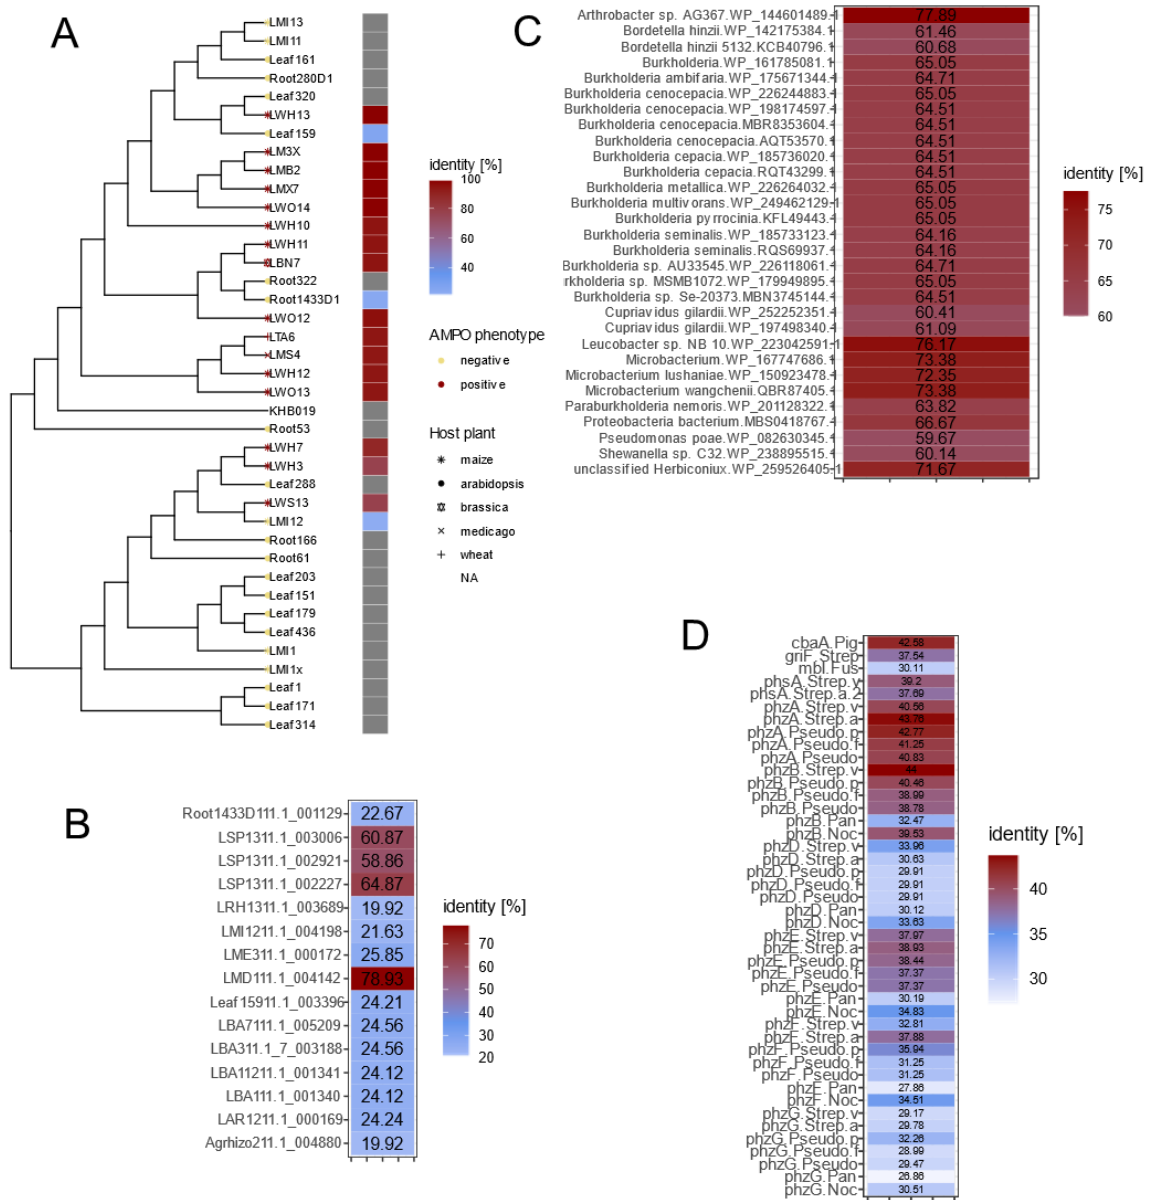 A
LMI13
LMI11
Leaf161
Root280D1
Leaf320
LWH13
Leaf159
LM3X
LMB2
LMX7
LWO14
LWH10
LWH11
LBN7
Root322
Root1433D1
LWO12
LTA6
LMS4
LWH12
LWO13
KHB019
Root53
LWH7
LWH3
Leaf288
LWS13
LMI12
Root166
Root61
Leaf203
Leaf151
Leaf179
Leaf436
LMI1
LMI1x
Leaf1
Leaf171
Leaf314
identity [%]
100
80
60
40
AMPO phenotype
negative
positive
Host plant
maize
arabidopsis
brassica
medicago
wheat
NA
B
Root1433D111.1_001129 22.67
LSP1311.1_003006 60.87
LSP1311.1_002921 58.86
LSP1311.1_002227 64.87
LRH1311.1_003689 19.92
LMI1211.1_004198 21.63
LME311.1_000172 25.85
LMD111.1_004142 78.93
Leaf15911.1_003396 24.21
LBA7111.1_005209 24.56
LBA311.1_7_003188 24.56
LBA11211.1_001341 24.12
LBA111.1_001340 24.12
LAR1211.1_000169 24.24
Agrhizo211.1_004880 19.92
identity [%]
70
60
50
40
30
20
C
Arthrobacter sp. AG367.WP_144601489.1 77.89
Bordetella hinzii.WP_142175384.1 61.46
Bordetella hinzii 5132.KCB40796.1 60.68
Burkholderia.WP_161785081.1 65.05
Burkholderia ambifaria.WP_175671344.1 64.71
Burkholderia cenocepacia.WP_226244883.1 65.05
Burkholderia cenocepacia.WP_198174597.1 64.51
Burkholderia cenocepacia.MBR8353604.1 64.51
Burkholderia cenocepacia.AQT53570.1 64.51
Burkholderia cepacia.WP_185736020.1 64.51
Burkholderia cepacia.RQT43299.1 64.51
Burkholderia metallica.WP_226264032.1 65.05
Burkholderia multivorans.WP_249462129.1 65.05
Burkholderia pyrrocinia.KFL49443.1 65.05
Burkholderia seminalis.WP_185733123.1 64.16
Burkholderia seminalis.RQS69937.1 64.16
Burkholderia sp. AU33545.WP_226118061.1 64.71
rkholderia sp. MSMB1072.WP_179949895.1 65.05
Burkholderia sp. Se-20373.MBN3745144.1 64.51
Cupriavidus gilardii.WP_252252351.1 60.41
Cupriavidus gilardii.WP_197498340.1 61.09
Leucobacter sp. NB 10.WP_223042591.1 76.17
Microbacterium.WP_167747686.1 73.38
Microbacterium lushaniae.WP_150923478.1 72.35
Microbacterium wangchenii.QBR87405.1 73.38
Paraburkholderia nemoris.WP_201128322.1 63.82
Proteobacteria bacterium.MBS0418767.1 66.67
Pseudomonas poae.WP_082630345.1 59.67
Shewanella sp. C32.WP_238895515.1 60.14
unclassified Herbiconiux.WP_259526405.1 71.67
identity [%]
75
70
65
60
D
cbaA.Pig 42.58
griF.Strep 37.54
mbl.Fus 30.11
phsA.Strep.v 39.2
phsA.Strep.a.2 37.69
phzA.Strep.v 40.56
phzA.Strep.a 43.76
phzA.Pseudo.p 42.77
phzA.Pseudo.f 41.25
phzA.Pseudo 40.83
phzB.Strep.v 44
phzB.Pseudo.p 40.46
phzB.Pseudo.f 38.99
phzB.Pseudo 38.78
phzB.Pan 32.47
phzB.Noc 39.53
phzD.Strep.v 33.96
phzD.Strep.a 30.63
phzD.Pseudo.p 29.91
phzD.Pseudo.f 29.91
phzD.Pseudo 29.91
phzD.Pan 30.12
phzD.Noc 33.63
phzE.Strep.v 37.97
phzE.Strep.a 38.93
phzE.Pseudo.p 38.44
phzE.Pseudo.f 37.37
phzE.Pseudo 37.37
phzE.Pan 30.19
phzE.Noc 34.83
phzF.Strep.v 32.81
phzF.Strep.a 37.88
phzF.Pseudo.p 35.94
phzF.Pseudo.f 31.25
phzF.Pseudo 31.25
phzF.Pan 27.86
phzF.Noc 34.51
phzG.Strep.v 29.17
phzG.Strep.a 29.78
phzG.Pseudo.p 32.26
phzG.Pseudo.f 28.99
phzG.Pseudo 29.47
phzG.Pan 26.86
phzG.Noc 30.51
identity [%]
40
35
30